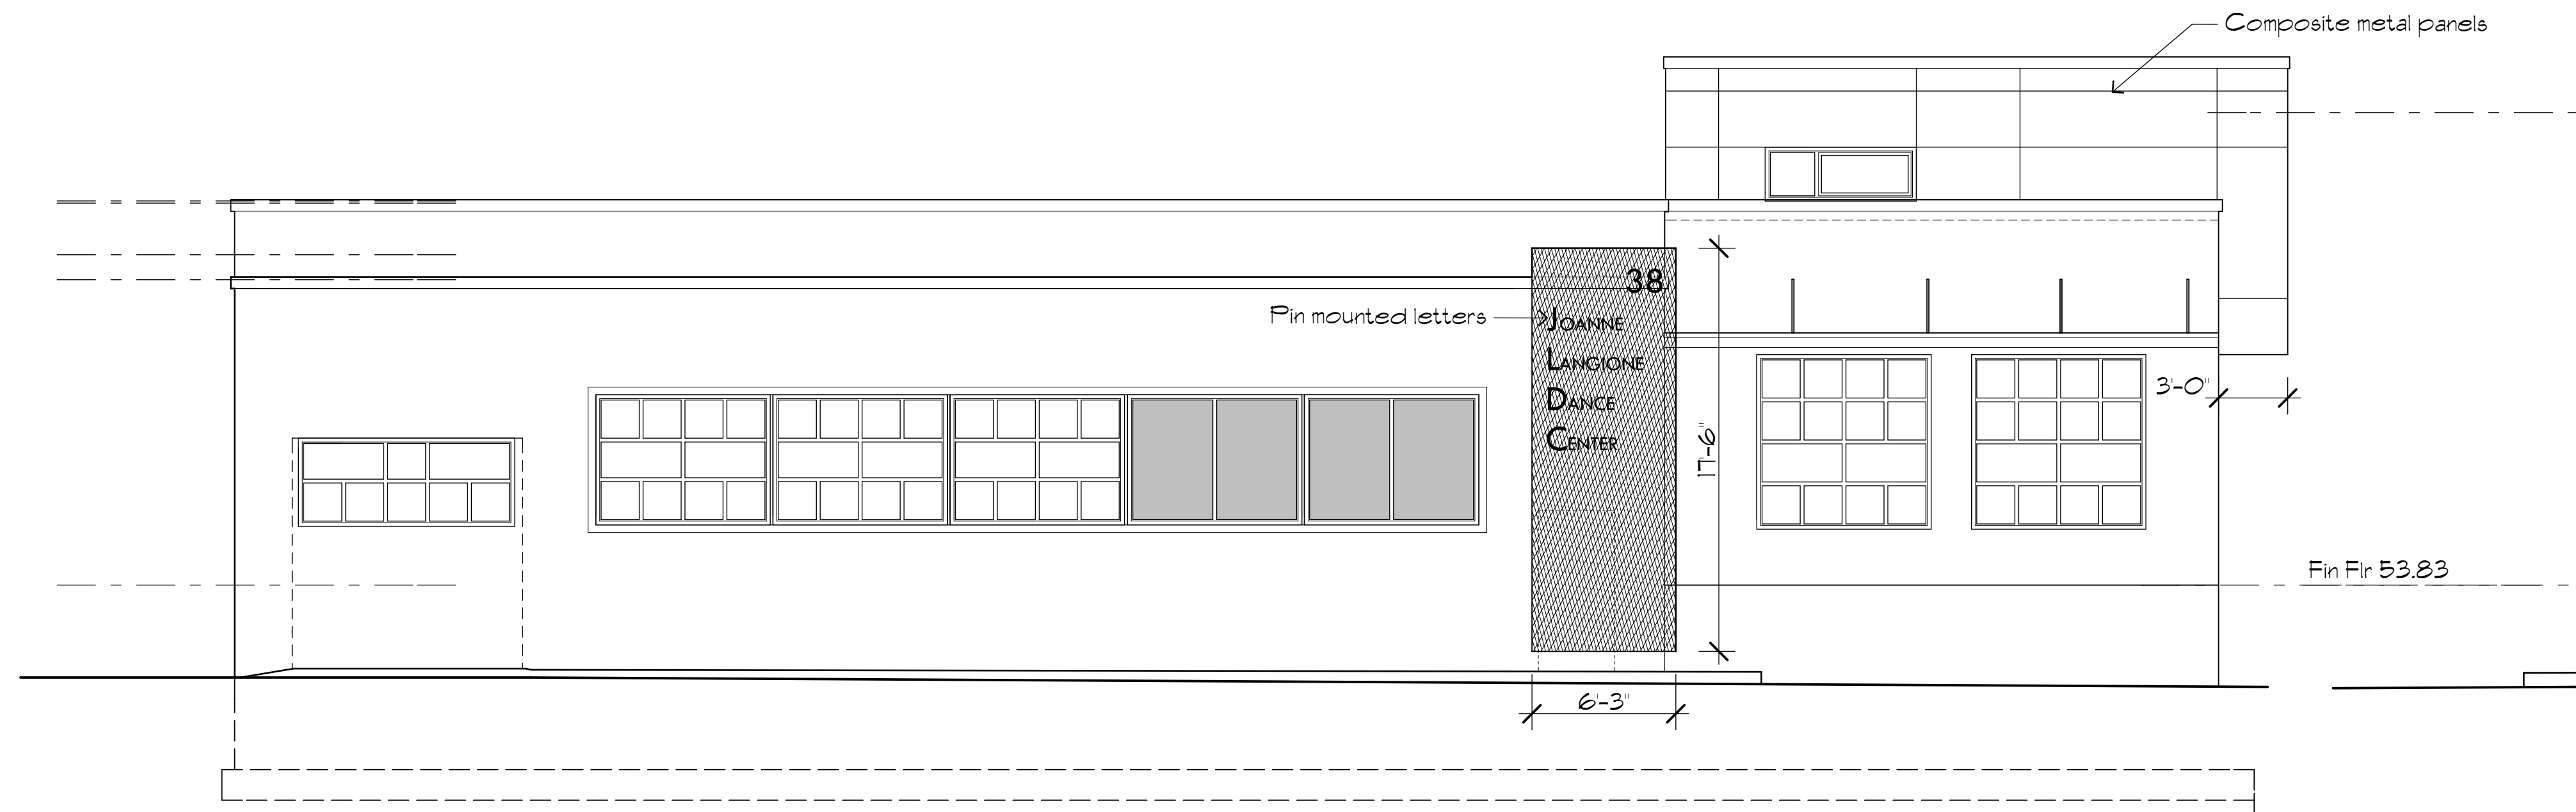 Composite metal panels
38
Pin mounted letters
JOANNE
LANGIONE
DANCE
CENTER
3'-0"
17'-6"
Fin Flr 53.83
6'-3"